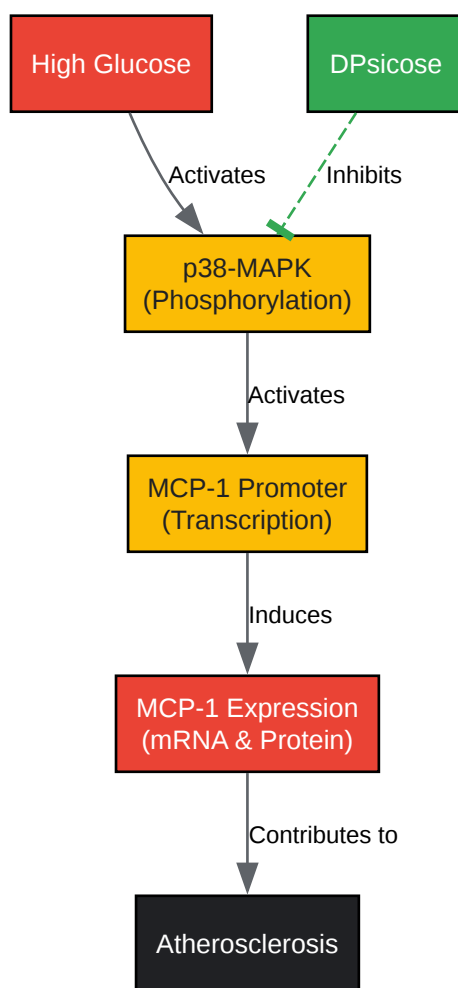 High Glucose
DPsicose
Activates
Inhibits
p38-MAPK
(Phosphorylation)
Activates
MCP-1 Promoter
(Transcription)
Induces
MCP-1 Expression
(mRNA & Protein)
Contributes to
Atherosclerosis